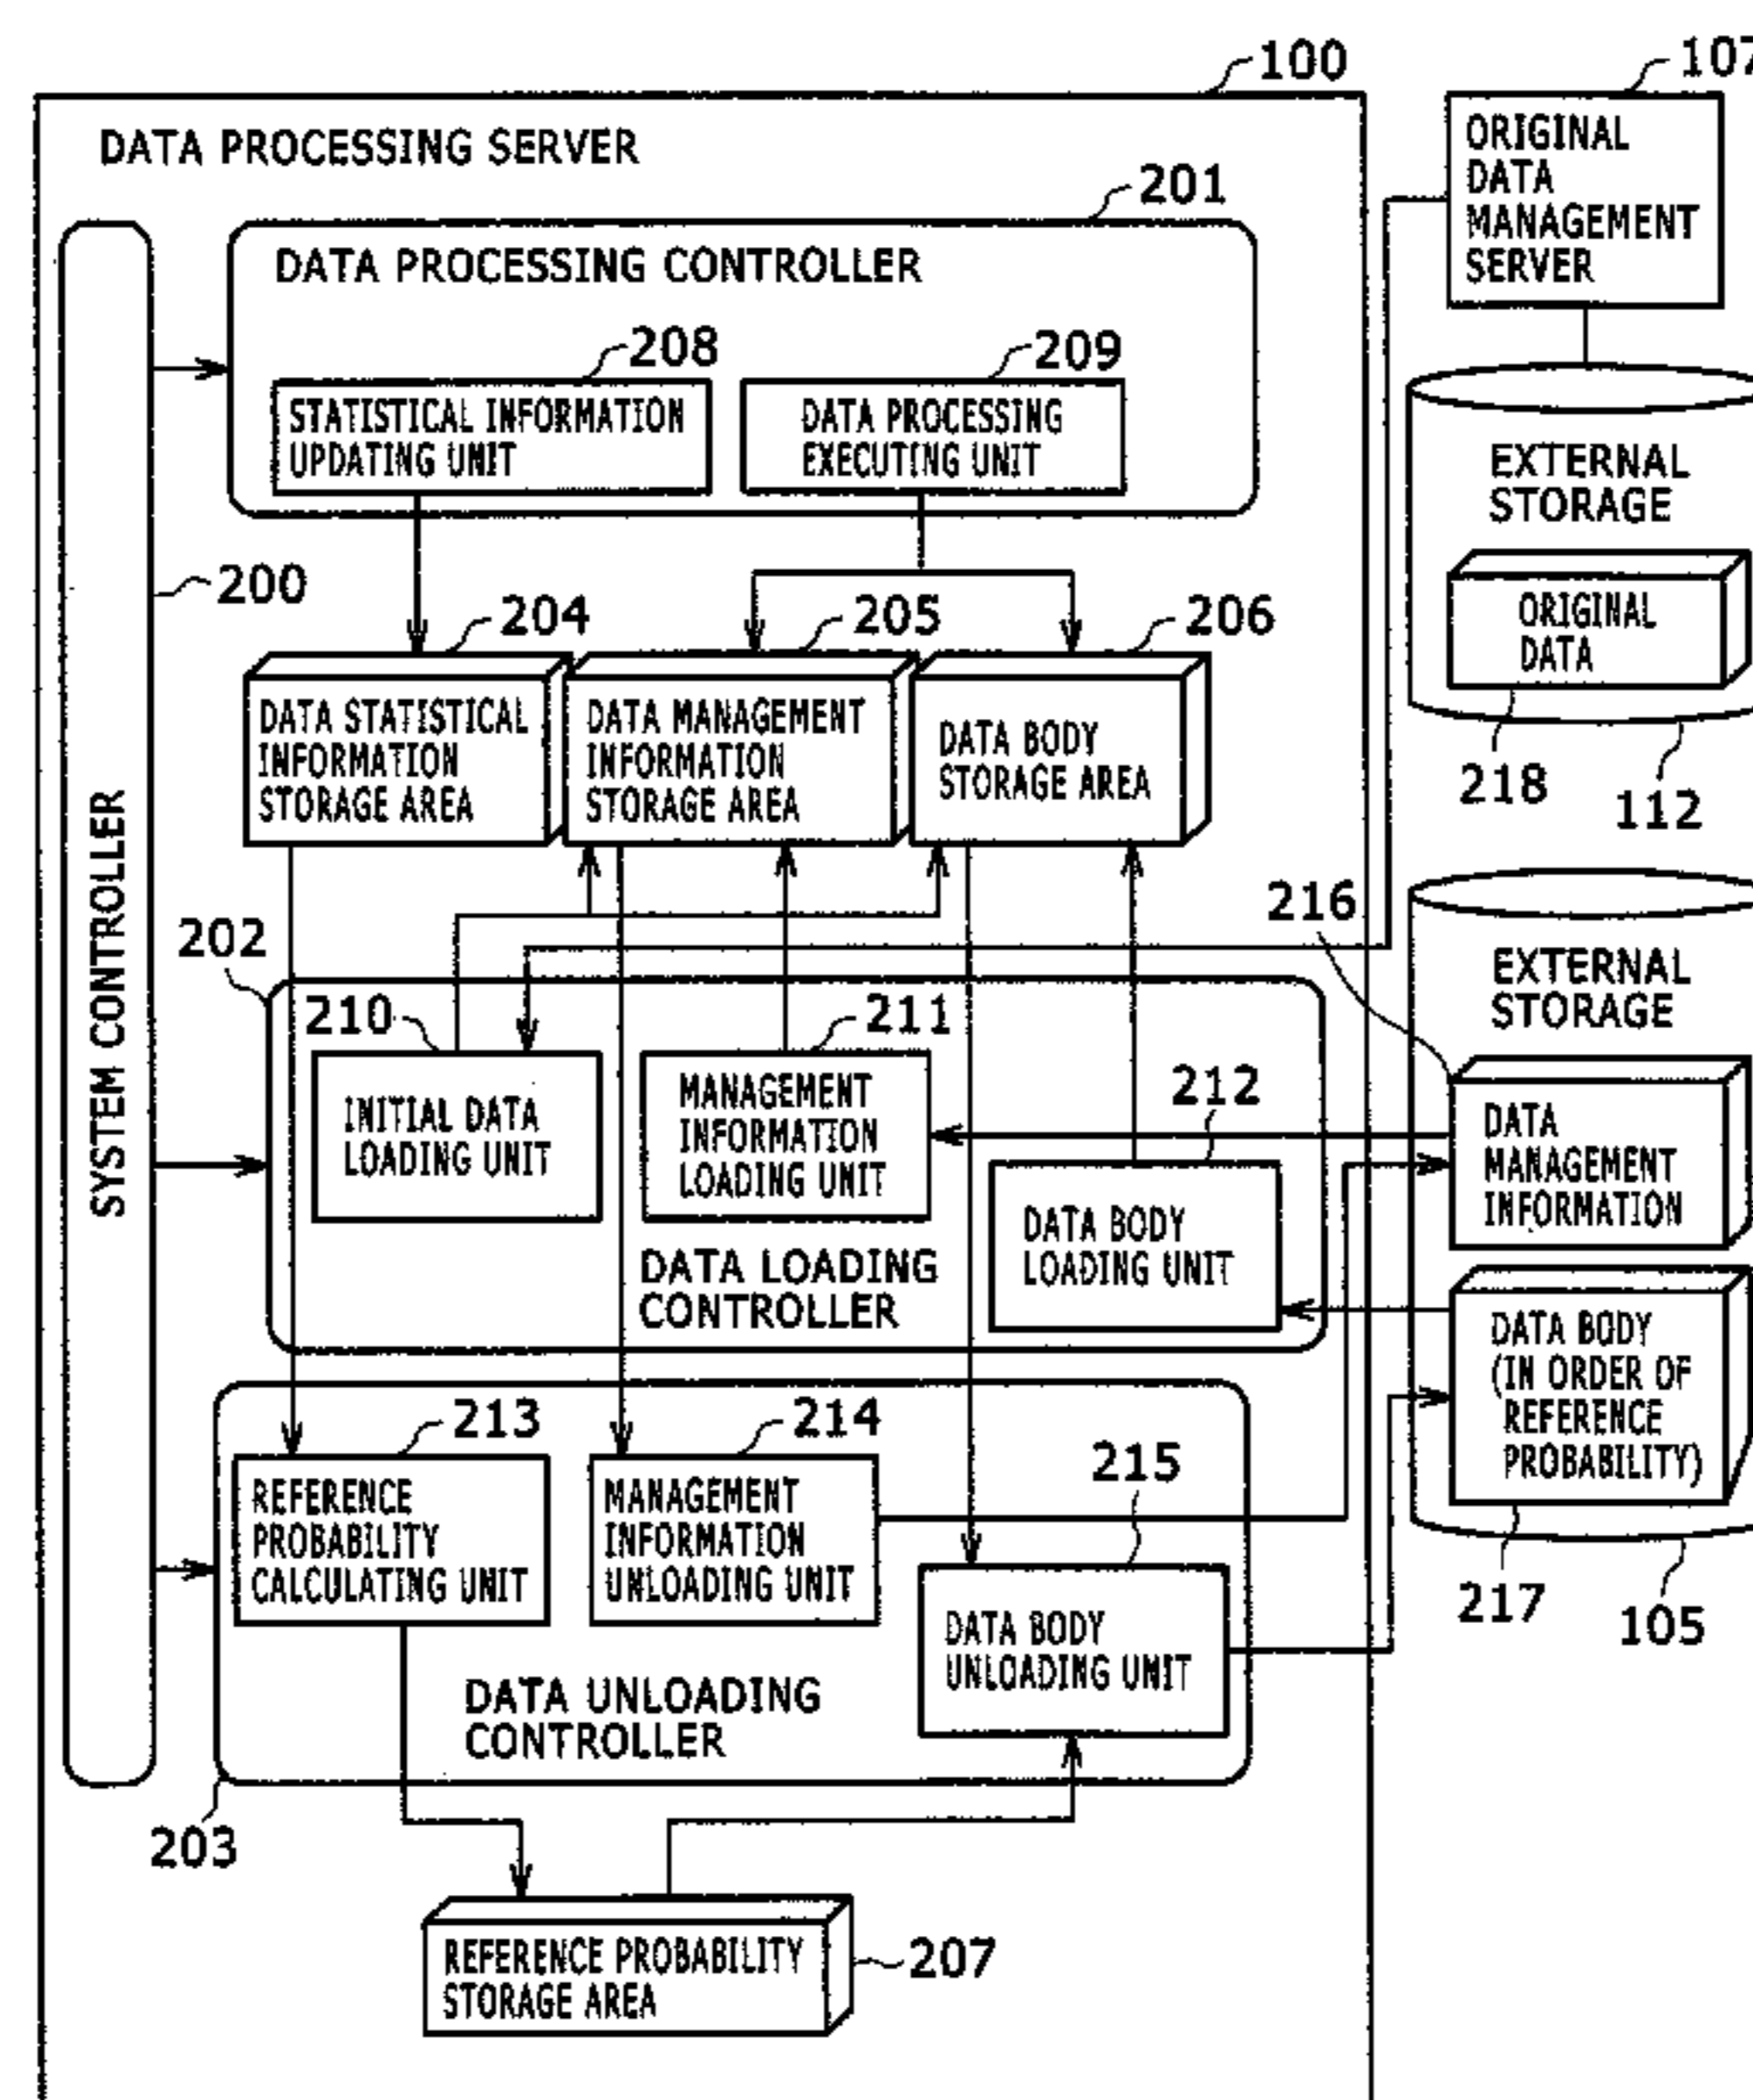 100
107
DATA PROCESSING SERVER
ORIGINAL
DATA
MANAGEMENT
SERVER
201
DATA PROCESSING CONTROLLER
208
209
STATISTICAL INFORMATION
UPDATING UNIT
DATA PROCESSING
EXECUTING UNIT
EXTERNAL
STORAGE
ORIGINAL
DATA
218
112
200
SYSTEM CONTROLLER
204
205
206
DATA STATISTICAL
INFORMATION
STORAGE AREA
DATA MANAGEMENT
INFORMATION
STORAGE AREA
DATA BODY
STORAGE AREA
202
210
211
212
INITIAL DATA
LOADING UNIT
MANAGEMENT
INFORMATION
LOADING UNIT
DATA BODY
LOADING UNIT
DATA LOADING
CONTROLLER
216
EXTERNAL
STORAGE
DATA
MANAGEMENT
INFORMATION
DATA BODY
(IN ORDER OF
REFERENCE
PROBABILITY)
217
105
213
214
215
REFERENCE
PROBABILITY
CALCULATING UNIT
MANAGEMENT
INFORMATION
UNLOADING UNIT
DATA BODY
UNLOADING UNIT
DATA UNLOADING
CONTROLLER
203
REFERENCE PROBABILITY
STORAGE AREA
207